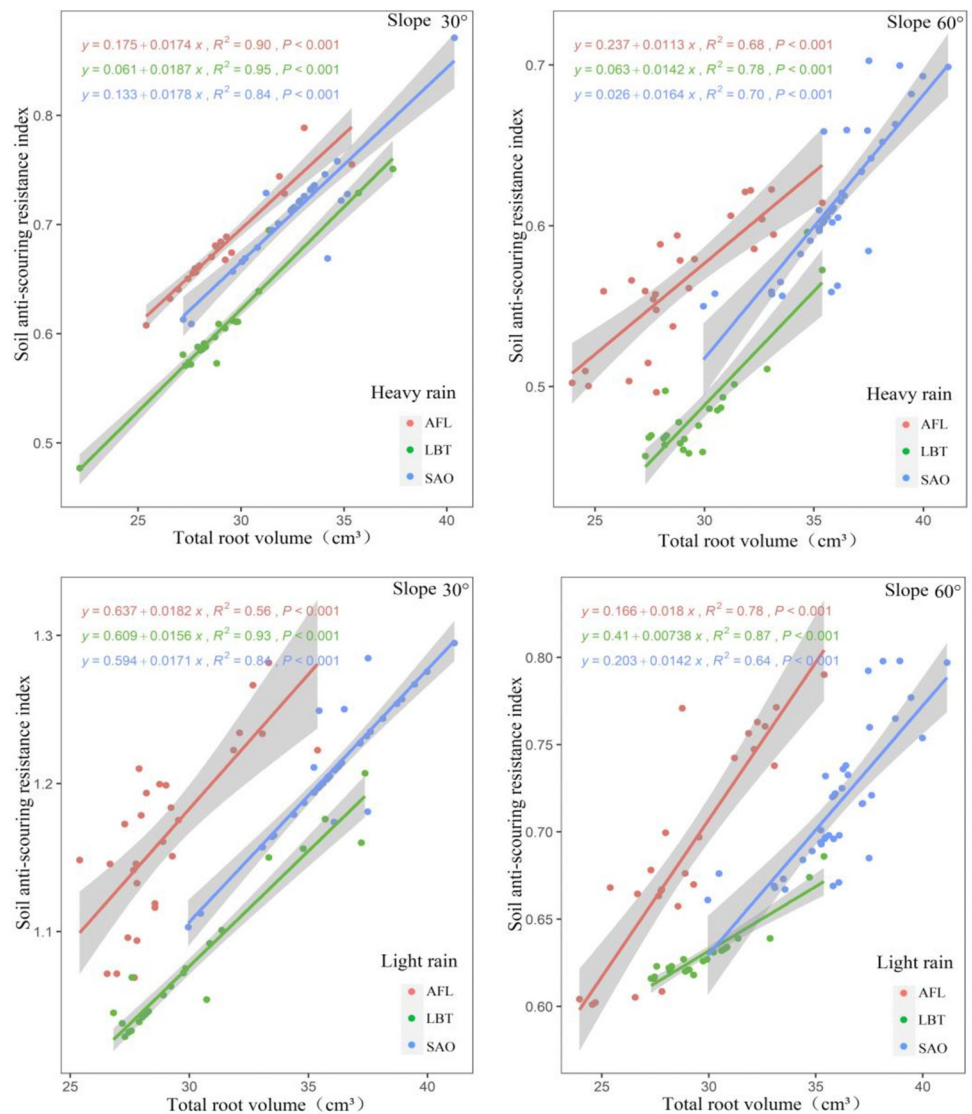 Slope 30°
y = 0.175 + 0.0174 x , R² = 0.90 , P < 0.001
y = 0.061 + 0.0187 x , R² = 0.95 , P < 0.001
y = 0.133 + 0.0178 x , R² = 0.84 , P < 0.001
Soil anti-scouring resistance index
0.8
0.7
0.6
0.5
Heavy rain
AFL
LBT
SAO
25 30 35 40
Total root volume（cm³）
Slope 60°
y = 0.237 + 0.0113 x , R² = 0.68 , P < 0.001
y = 0.063 + 0.0142 x , R² = 0.78 , P < 0.001
y = 0.026 + 0.0164 x , R² = 0.70 , P < 0.001
Soil anti-scouring resistance index
0.7
0.6
0.5
Heavy rain
AFL
LBT
SAO
25 30 35 40
Total root volume（cm³）
Slope 30°
y = 0.637 + 0.0182 x , R² = 0.56 , P < 0.001
y = 0.609 + 0.0156 x , R² = 0.93 , P < 0.001
y = 0.594 + 0.0171 x , R² = 0.84 , P < 0.001
Soil anti-scouring resistance index
1.3
1.2
1.1
Light rain
AFL
LBT
SAO
25 30 35 40
Total root volume（cm³）
Slope 60°
y = 0.166 + 0.018 x , R² = 0.78 , P < 0.001
y = 0.41 + 0.00738 x , R² = 0.87 , P < 0.001
y = 0.203 + 0.0142 x , R² = 0.64 , P < 0.001
Soil anti-scouring resistance index
0.80
0.75
0.70
0.65
0.60
Light rain
AFL
LBT
SAO
25 30 35 40
Total root volume（cm³）